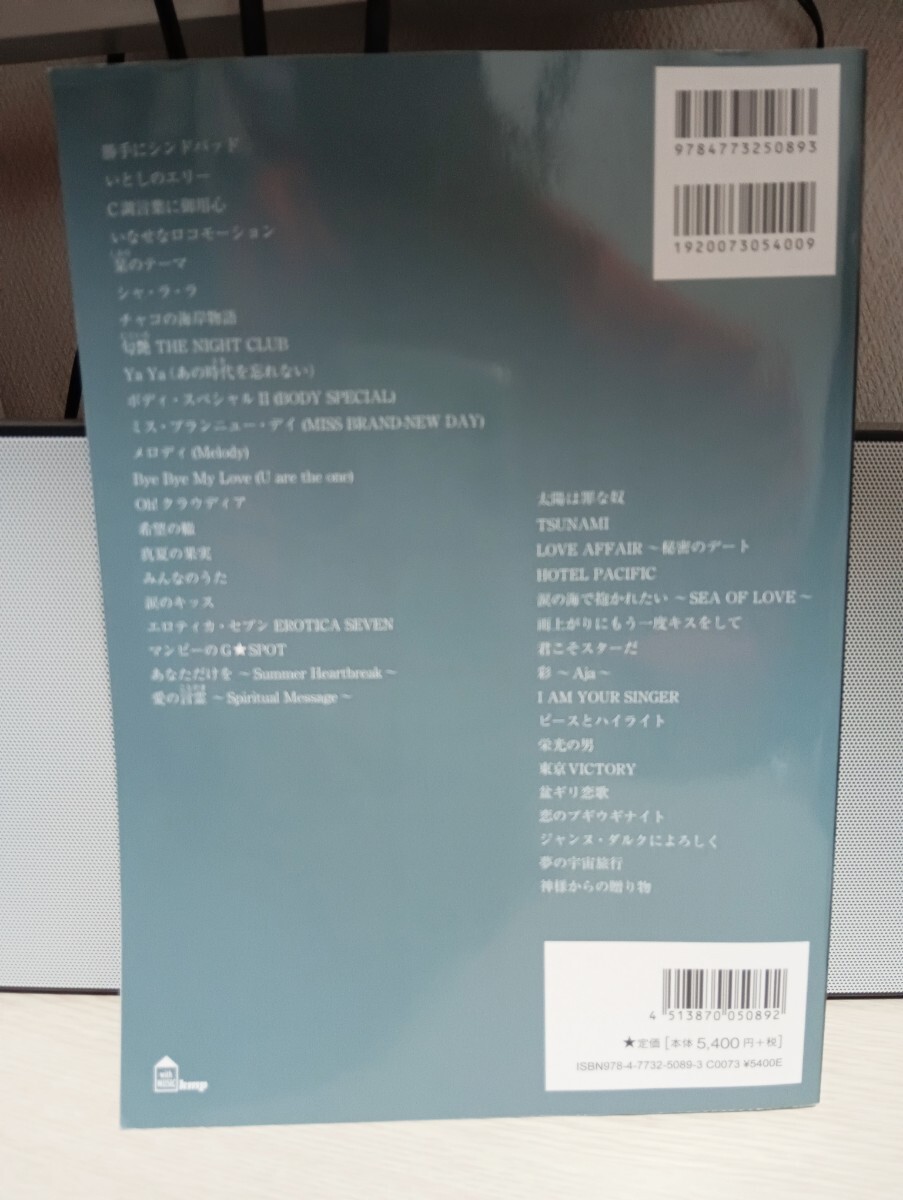 勝手にシンドバッド
いとしのエリー
C調言葉に御用心
いなせなロコモーション
栞のテーマ
シャ・ラ・ラ
チャコの海岸物語
匂艶 THE NIGHT CLUB
Ya Ya (あの時代を忘れない)
ボディ・スペシャル II (BODY SPECIAL)
ミス・ブランニュー・デイ (MISS BRAND-NEW DAY)
メロディ (Melody)
Bye Bye My Love (U are the one)
Oh! クラウディア
希望の轍
真夏の果実
みんなのうた
涙のキッス
エロティカ・セブン EROTICA SEVEN
マンピーのG★SPOT
あなただけを ~ Summer Heartbreak ~
愛の言霊 ~ Spiritual Message ~
太陽は罪な奴
TSUNAMI
LOVE AFFAIR ~ 秘密のデート
HOTEL PACIFIC
涙の海で抱かれたい ~ SEA OF LOVE ~
雨上がりにもう一度キスをして
君こそスターだ
彩 ~ Aja ~
I AM YOUR SINGER
ピースとハイライト
栄光の男
東京 VICTORY
盆ギリ恋歌
恋のブギウギナイト
ジャンヌ・ダルクによろしく
夢の宇宙旅行
神様からの贈り物
9784773250893
1920073054009
4 513870 050892
★定価 [本体 5,400 円+税]
ISBN978-4-7732-5089-3 C0073 ¥5400E
with
MUSIC
kmp